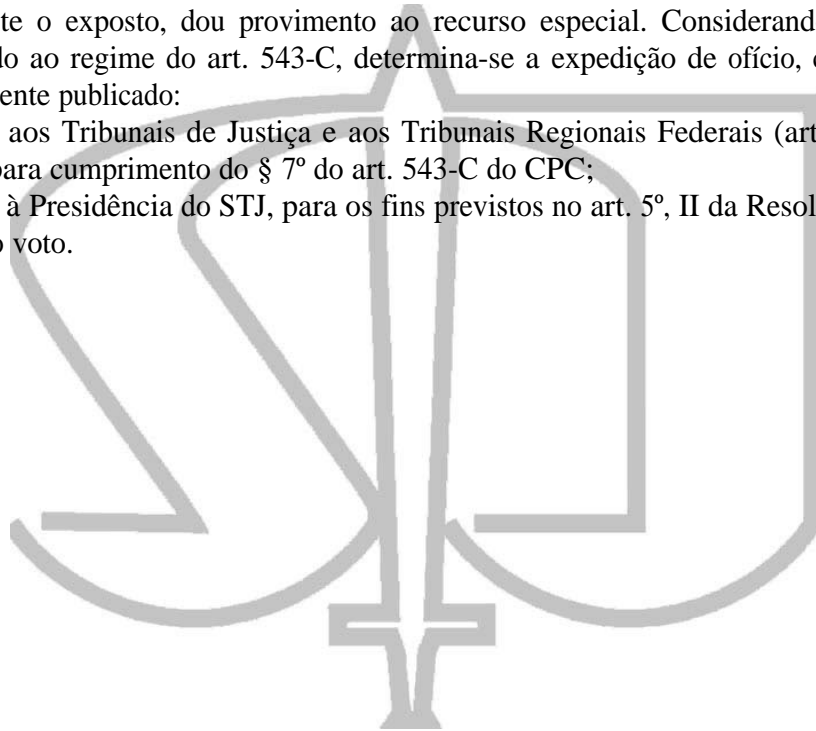 te o exposto, dou provimento ao recurso especial. Considerand
do ao regime do art. 543-C, determina-se a expedição de ofício, c
ente publicado:
aos Tribunais de Justiça e aos Tribunais Regionais Federais (art
para cumprimento do § 7º do art. 543-C do CPC;
à Presidência do STJ, para os fins previstos no art. 5º, II da Resol
o voto.